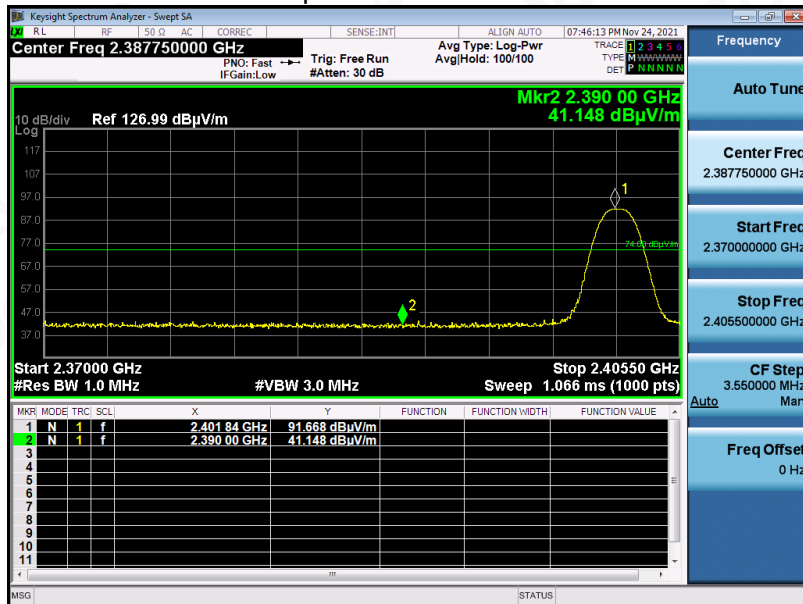 Keysight Spectrum Analyzer - Swept SA
RL RF 50 Ω AC CORREC SENSE:INT ALIGN AUTO 07:46:13 PM Nov 24, 2021
Center Freq 2.387750000 GHz
PNO: Fast
IFGain:Low
Trig: Free Run
#Atten: 30 dB
Avg Type: Log-Pwr
Avg|Hold: 100/100
TRACE 1 2 3 4 5 6
TYPE M WWWWW
DET P N N N N N
Mkr2 2.390 00 GHz
41.148 dBµV/m
10 dB/div Ref 126.99 dBµV/m
Log
117
107
97.0
87.0
77.0
67.0
57.0
47.0
37.0
1
74.00 dBµV/m
2
Start 2.37000 GHz Stop 2.40550 GHz
#Res BW 1.0 MHz #VBW 3.0 MHz Sweep 1.066 ms (1000 pts)
MKR MODE TRC SCL X Y FUNCTION FUNCTION WIDTH FUNCTION VALUE
1 N 1 f 2.401 84 GHz 91.668 dBµV/m
2 N 1 f 2.390 00 GHz 41.148 dBµV/m
3
4
5
6
7
8
9
10
11
MSG STATUS
Frequency
Auto Tune
Center Freq
2.387750000 GHz
Start Freq
2.370000000 GHz
Stop Freq
2.405500000 GHz
CF Step
3.550000 MHz
Auto Man
Freq Offset
0 Hz